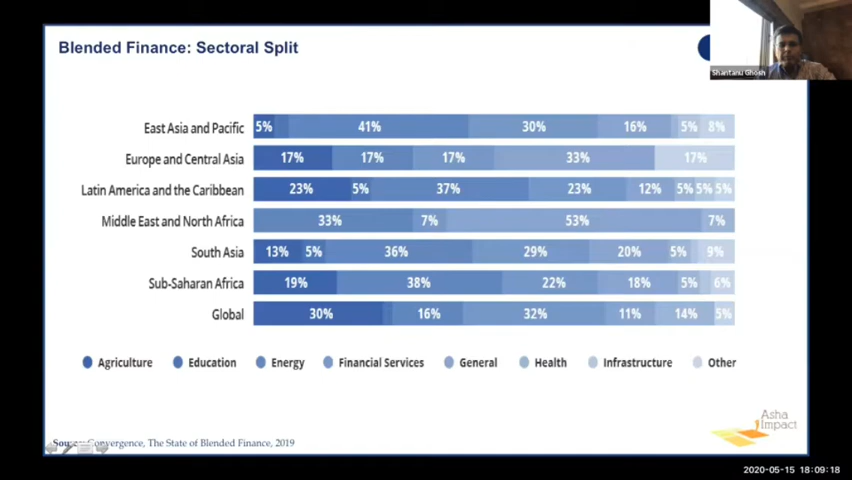 Blended Finance: Sectoral Split
Shantanu Ghosh
East Asia and Pacific 5% 41% 30% 16% 5% 8%
Europe and Central Asia 17% 17% 17% 33% 17%
Latin America and the Caribbean 23% 5% 37% 23% 12% 5% 5% 5%
Middle East and North Africa 33% 7% 53% 7%
South Asia 13% 5% 36% 29% 20% 5% 9%
Sub-Saharan Africa 19% 38% 22% 18% 5% 6%
Global 30% 16% 32% 11% 14% 5%
Agriculture Education Energy Financial Services General Health Infrastructure Other
Asha
Impact
Source: Convergence, The State of Blended Finance, 2019
2020-05-15 18:09:18